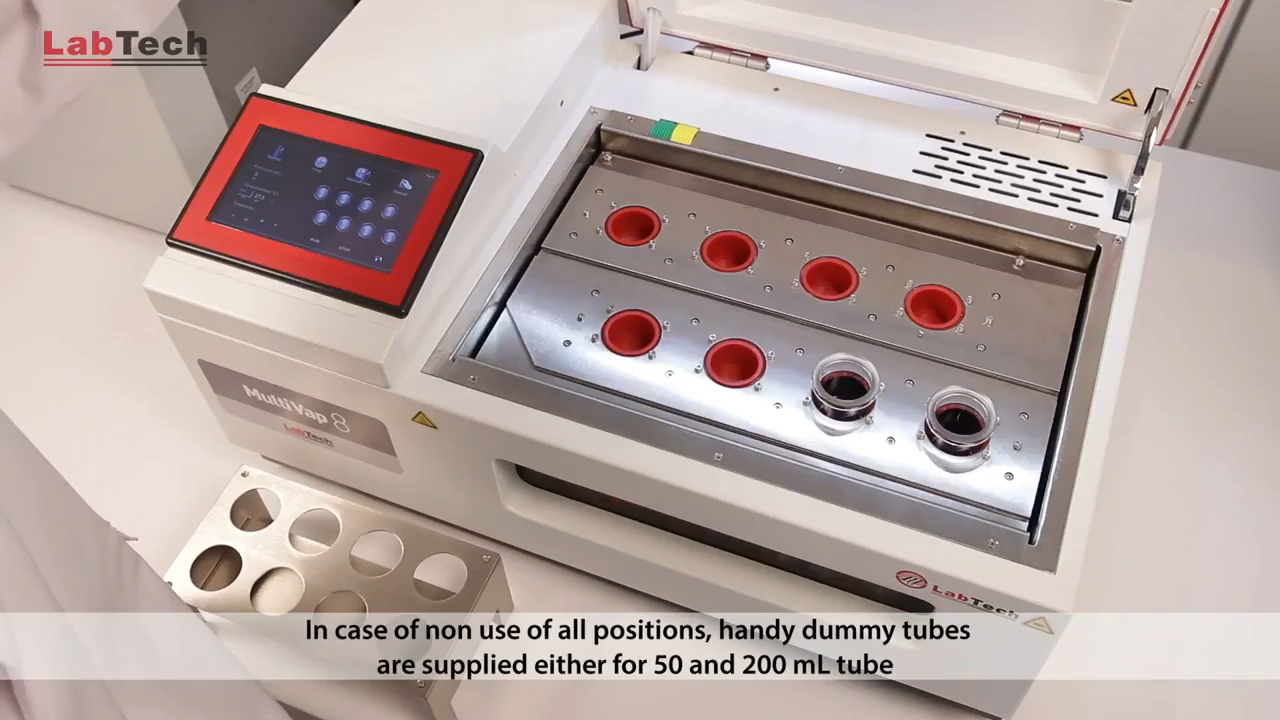 LabTech
MultiVap 8
LabTech
LabTech
In case of non use of all positions, handy dummy tubes
are supplied either for 50 and 200 mL tube